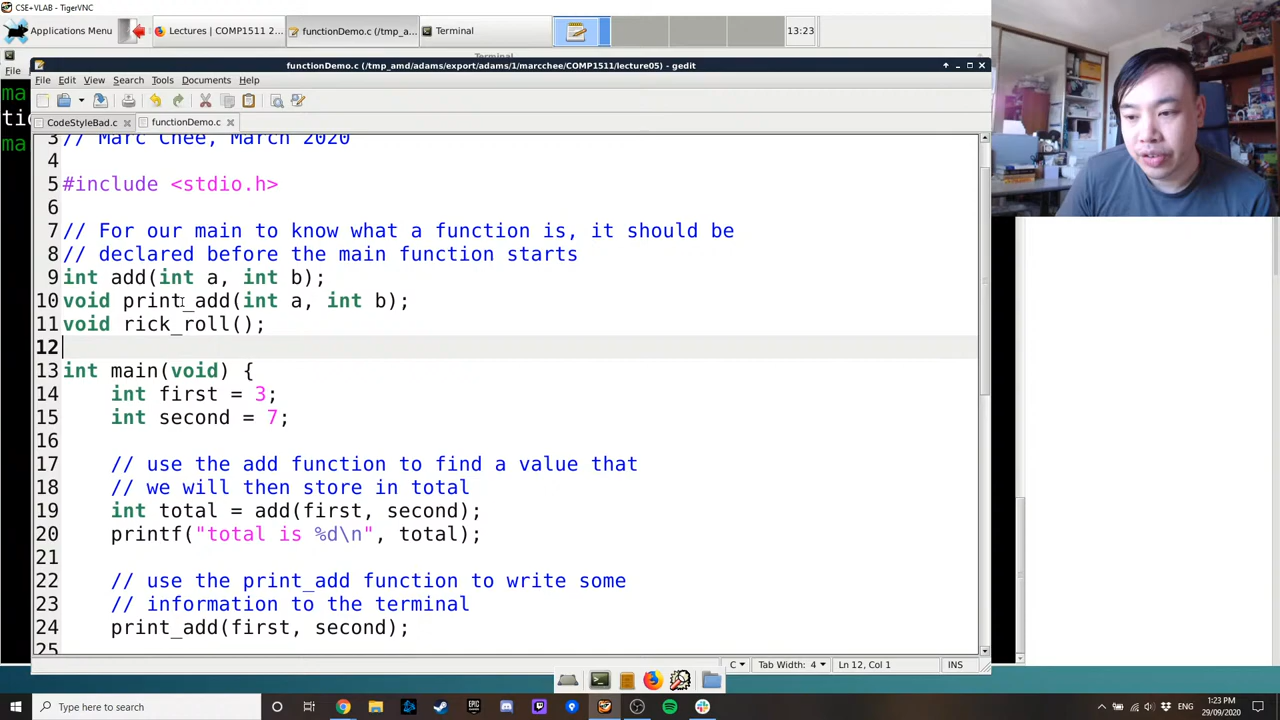 CSE+VLAB - TigerVNC
Applications Menu
Lectures | COMP1511 2...
functionDemo.c (/tmp_a...
Terminal
13:23
functionDemo.c (/tmp_amd/adams/export/adams/1/marcchee/COMP1511/lecture05) - gedit
File
File Edit View Search Tools Documents Help
ma
CodeStyleBad.c
functionDemo.c
tic
ma
3 // Marc Chee, March 2020
4
5 #include <stdio.h>
6
7 // For our main to know what a function is, it should be
8 // declared before the main function starts
9 int add(int a, int b);
10 void print_add(int a, int b);
11 void rick_roll();
12
13 int main(void) {
14 int first = 3;
15 int second = 7;
16
17 // use the add function to find a value that
18 // we will then store in total
19 int total = add(first, second);
20 printf("total is %d\n", total);
21
22 // use the print_add function to write some
23 // information to the terminal
24 print_add(first, second);
25
C Tab Width: 4 Ln 12, Col 1 INS
Type here to search
ENG
1:23 PM
29/09/2020